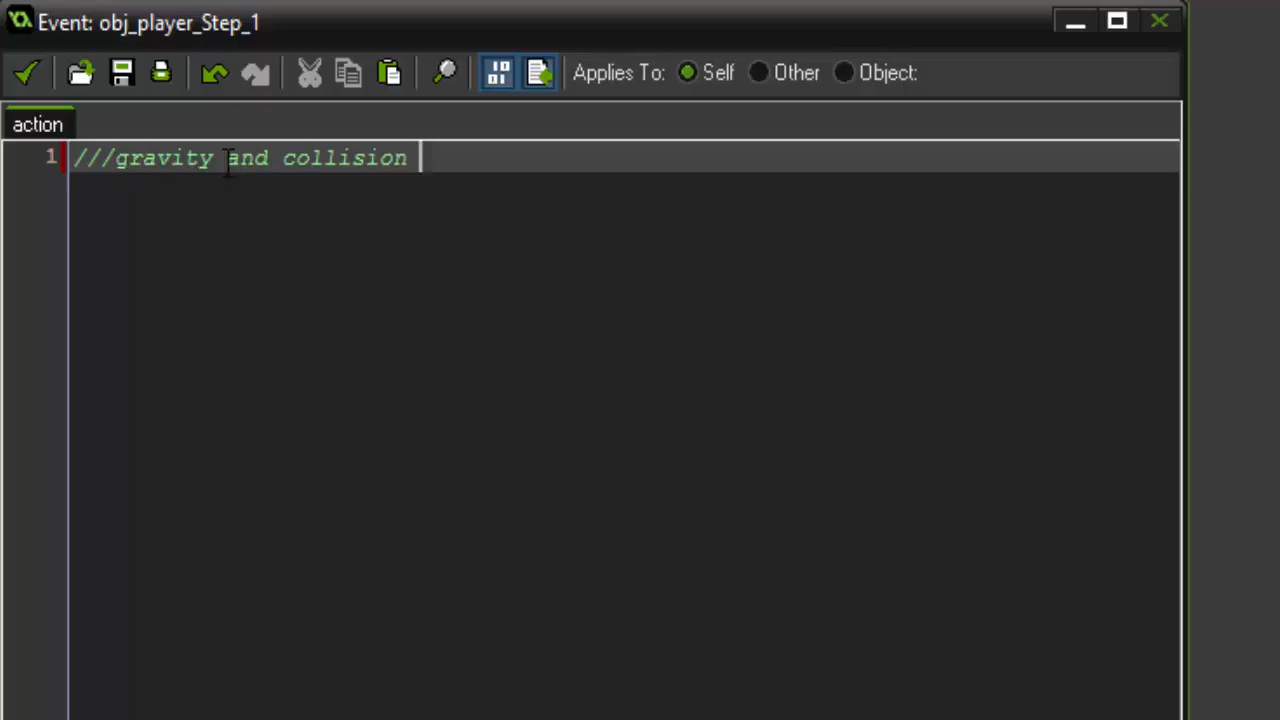 Event: obj_player_Step_1
Applies To: Self Other Object:
action
1 ///gravity and collision